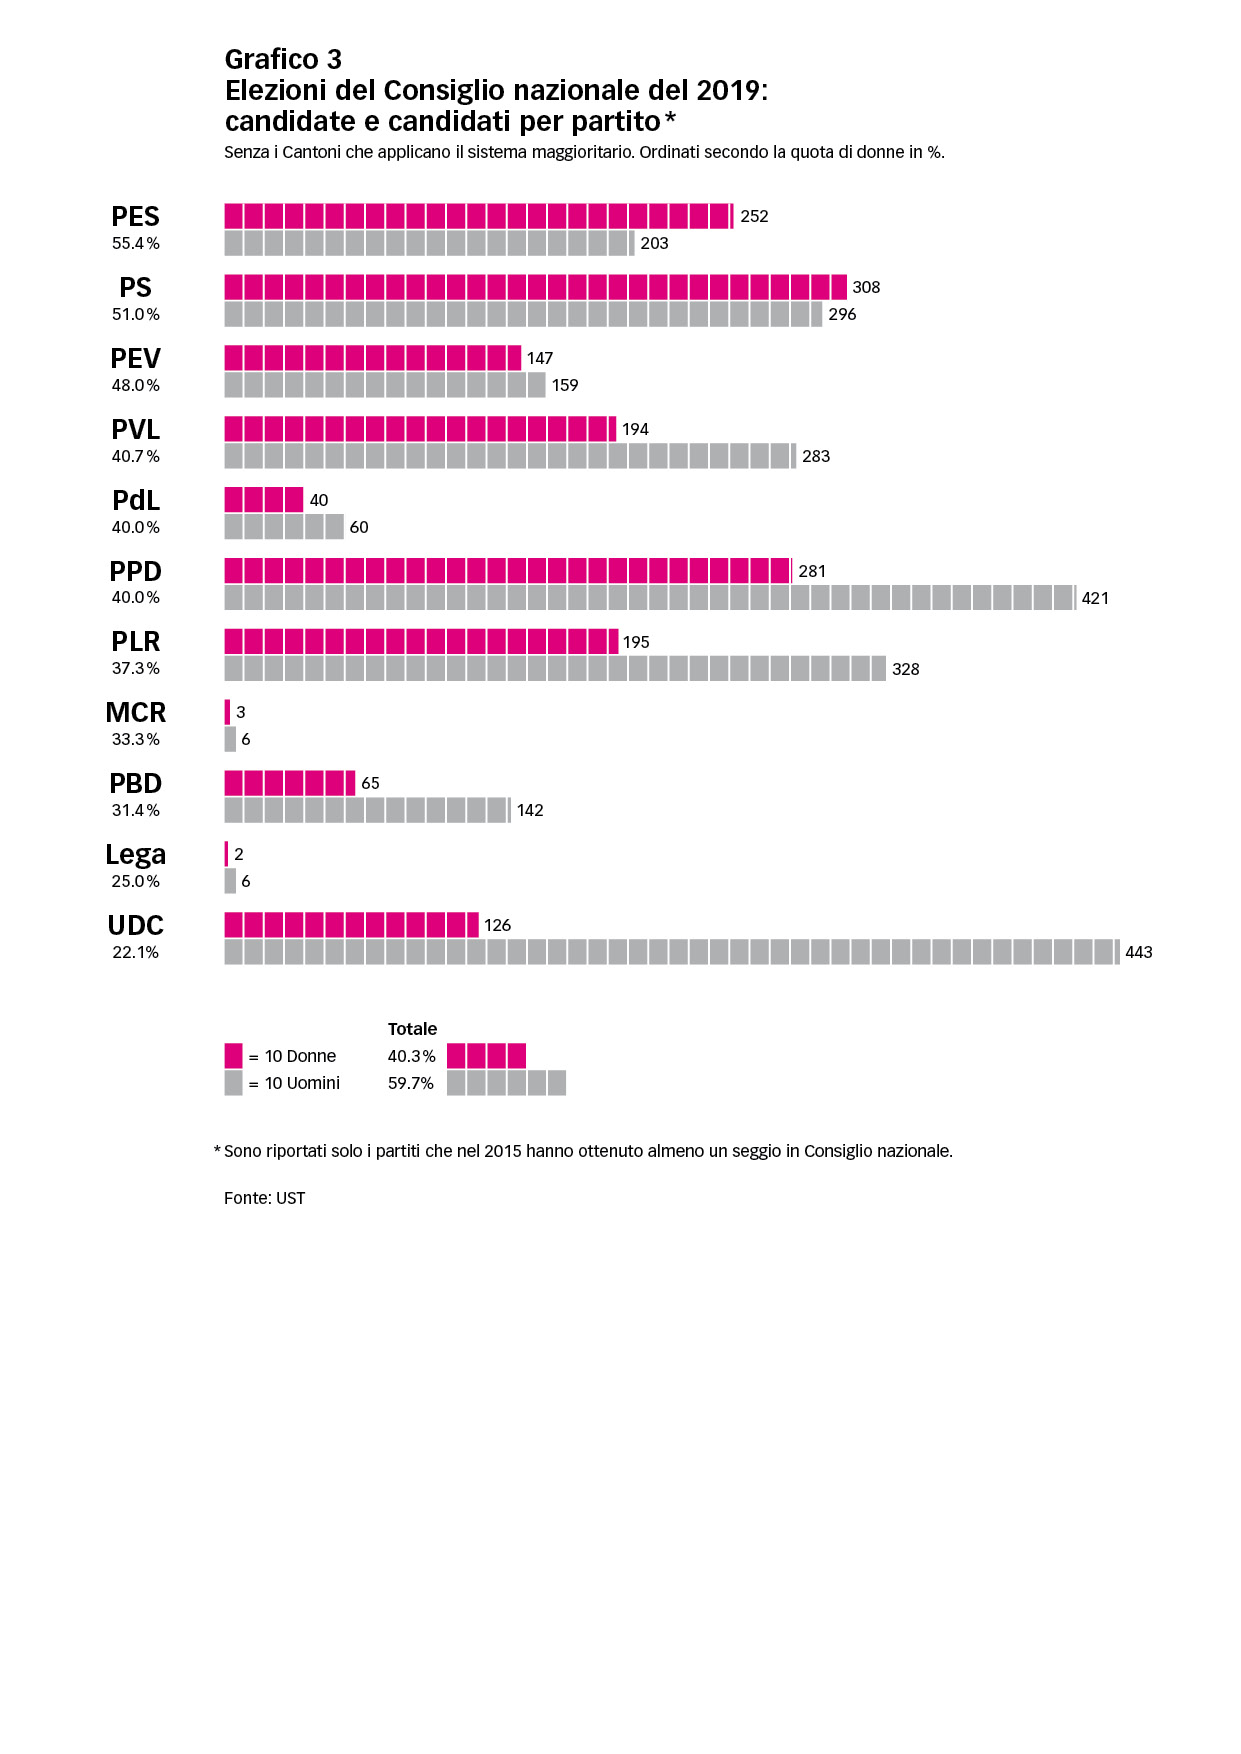 Grafico 3
Elezioni del Consiglio nazionale del 2019:
candidate e candidati per partito*
Senza i Cantoni che applicano il sistema maggioritario. Ordinati secondo la quota di donne in %.
PES 252
55.4% 203
PS 308
51.0% 296
PEV 147
48.0% 159
PVL 194
40.7% 283
PdL 40
40.0% 60
PPD 281
40.0% 421
PLR 195
37.3% 328
MCR 3
33.3% 6
PBD 65
31.4% 142
Lega 2
25.0% 6
UDC 126
22.1% 443
Totale
= 10 Donne 40.3%
= 10 Uomini 59.7%
* Sono riportati solo i partiti che nel 2015 hanno ottenuto almeno un seggio in Consiglio nazionale.
Fonte: UST